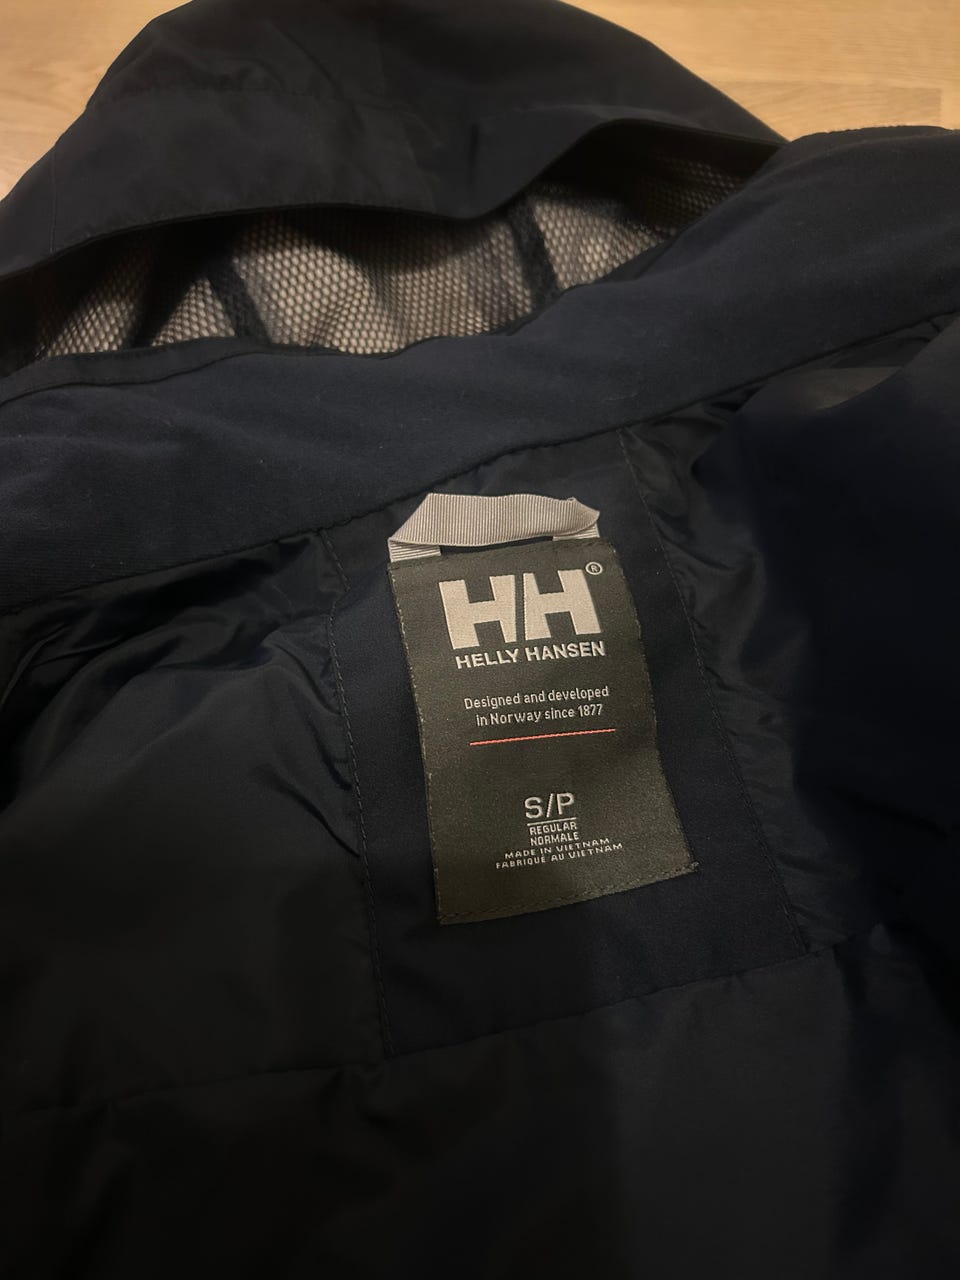 HH®
HELLY HANSEN
Designed and developed
in Norway since 1877
S/P
REGULAR
NORMALE
MADE IN VIETNAM
FABRIQUÉ AU VIETNAM